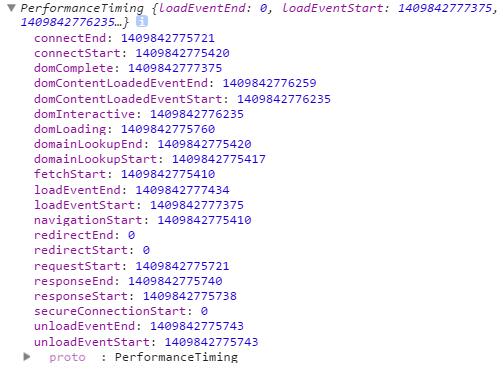 PerformanceTiming {loadEventEnd: 0, loadEventStart: 1409842777375,
1409842776235…} i
connectEnd: 1409842775721
connectStart: 1409842775420
domComplete: 1409842777375
domContentLoadedEventEnd: 1409842776259
domContentLoadedEventStart: 1409842776235
domInteractive: 1409842776235
domLoading: 1409842775760
domainLookupEnd: 1409842775420
domainLookupStart: 1409842775417
fetchStart: 1409842775410
loadEventEnd: 1409842777434
loadEventStart: 1409842777375
navigationStart: 1409842775410
redirectEnd: 0
redirectStart: 0
requestStart: 1409842775721
responseEnd: 1409842775740
responseStart: 1409842775738
secureConnectionStart: 0
unloadEventEnd: 1409842775743
unloadEventStart: 1409842775743
proto : PerformanceTiming